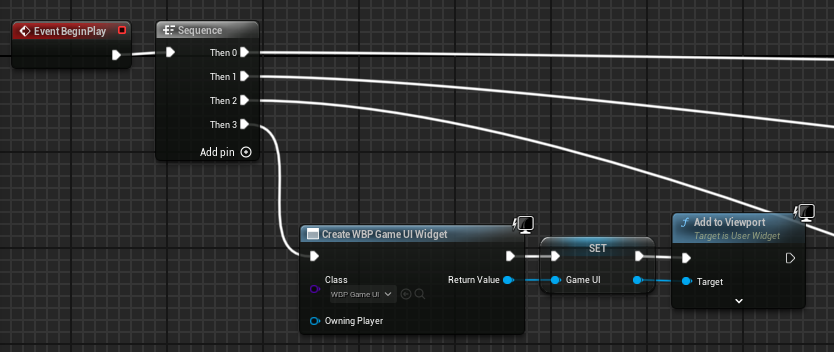 Event BeginPlay
Sequence
Then 0
Then 1
Then 2
Then 3
Add pin
Create WBP Game UI Widget
Class
WBP Game UI
Return Value
Owning Player
SET
Game UI
f Add to Viewport
Target is User Widget
Target